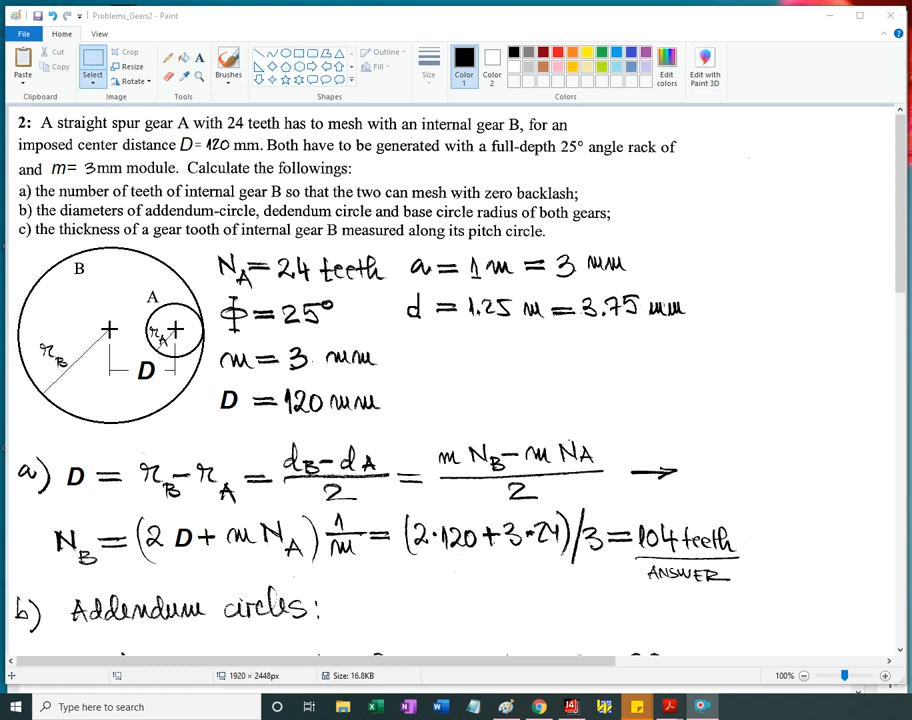 Problems_Gears2 - Paint
File Home View
Paste Cut Copy Clipboard
Select Crop Resize Rotate Image
Tools
Brushes
Outline Fill Shapes
Size
Color 1 Color 2 Edit colors Edit with Paint 3D Colors
2: A straight spur gear A with 24 teeth has to mesh with an internal gear B, for an
imposed center distance D= 120 mm. Both have to be generated with a full-depth 25° angle rack of
and m= 3mm module. Calculate the followings:
a) the number of teeth of internal gear B so that the two can mesh with zero backlash;
b) the diameters of addendum-circle, dedendum circle and base circle radius of both gears;
c) the thickness of a gear tooth of internal gear B measured along its pitch circle.
B
A
r_A
r_B
D
N_A = 24 teeth a = 1 m = 3 mm
Φ = 25° d = 1.25 m = 3.75 mm
m = 3 mm
D = 120 mm
a) D = r_B - r_A = (d_B - d_A)/2 = (m N_B - m N_A)/2 →
N_B = (2 D + m N_A) 1/m = (2·120+3·24)/3 = 104 teeth
ANSWER
b) Addendum circles:
1920 × 2448px Size: 16.8KB 100%
Type here to search